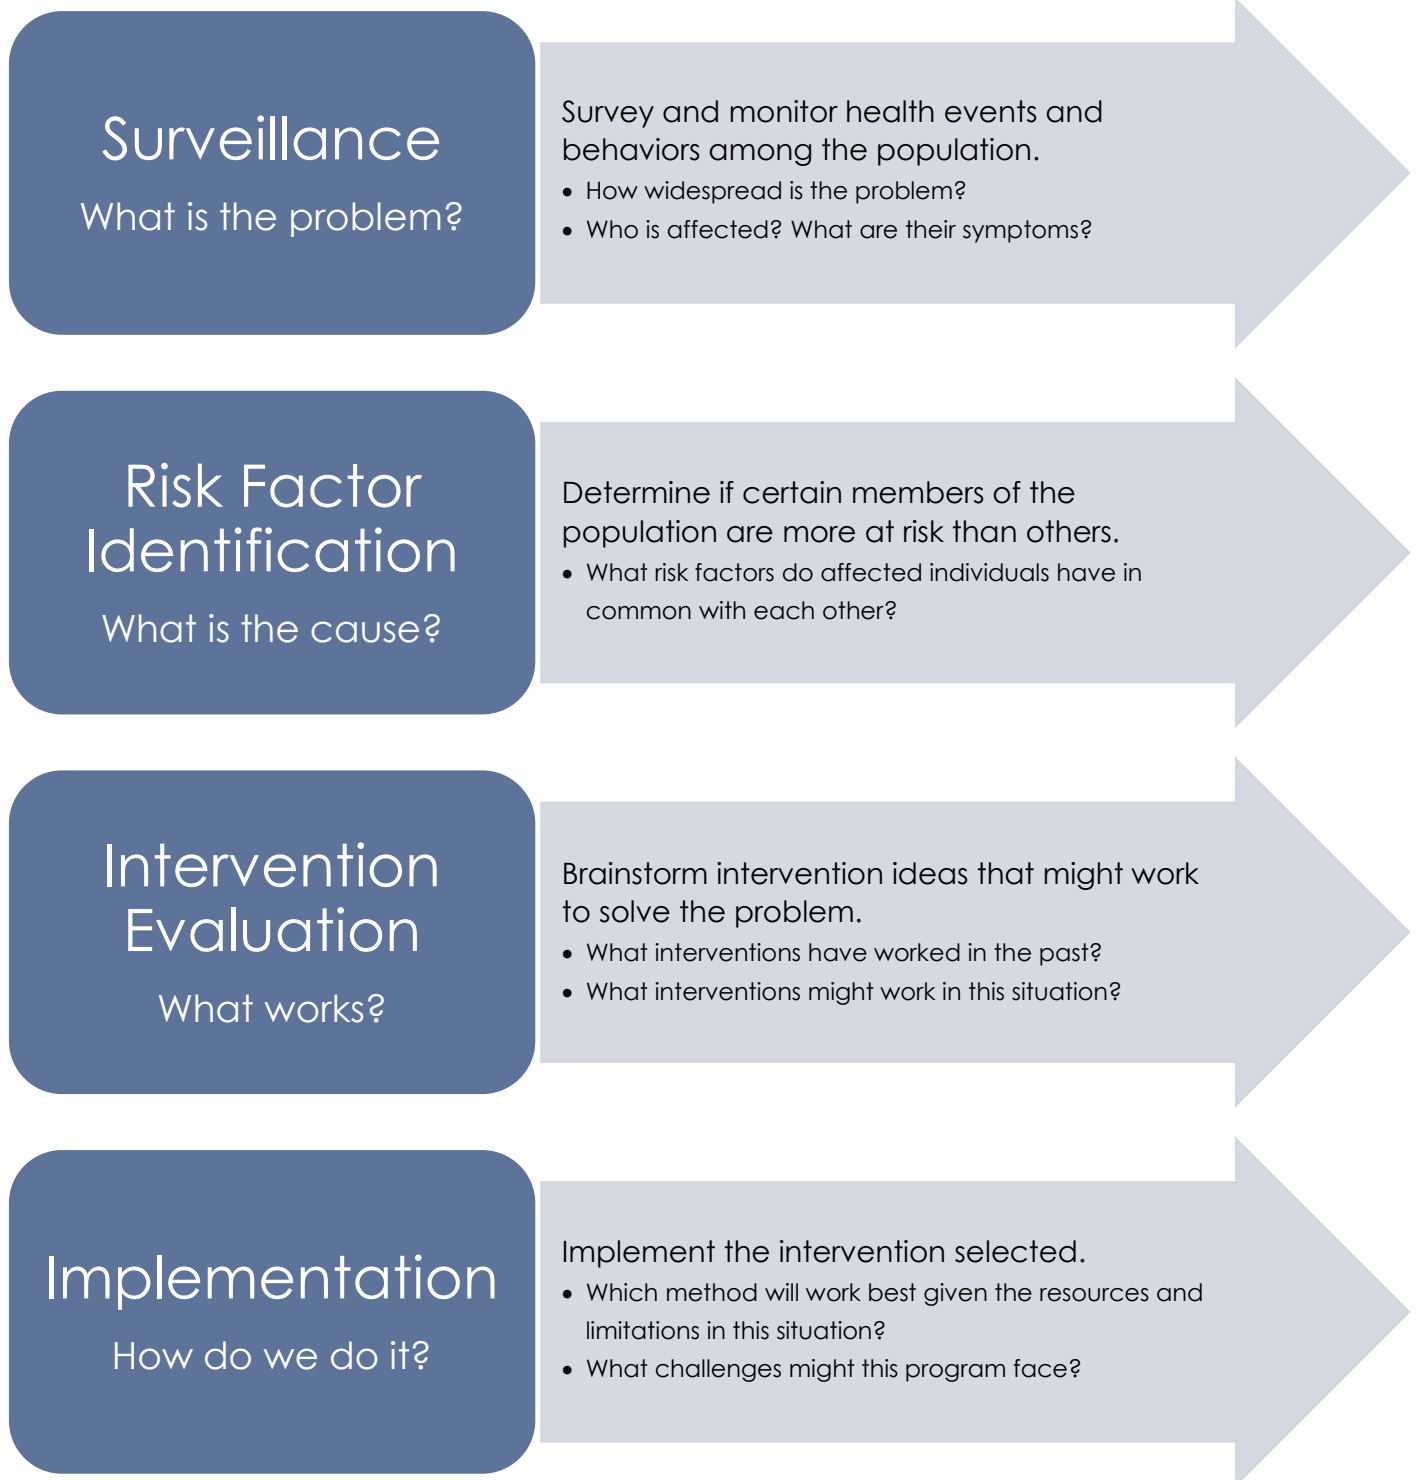 Surveillance
What is the problem?
Survey and monitor health events and
behaviors among the population.
• How widespread is the problem?
• Who is affected? What are their symptoms?
Risk Factor
Identification
What is the cause?
Determine if certain members of the
population are more at risk than others.
• What risk factors do affected individuals have in
common with each other?
Intervention
Evaluation
What works?
Brainstorm intervention ideas that might work
to solve the problem.
• What interventions have worked in the past?
• What interventions might work in this situation?
Implementation
How do we do it?
Implement the intervention selected.
• Which method will work best given the resources and
limitations in this situation?
• What challenges might this program face?